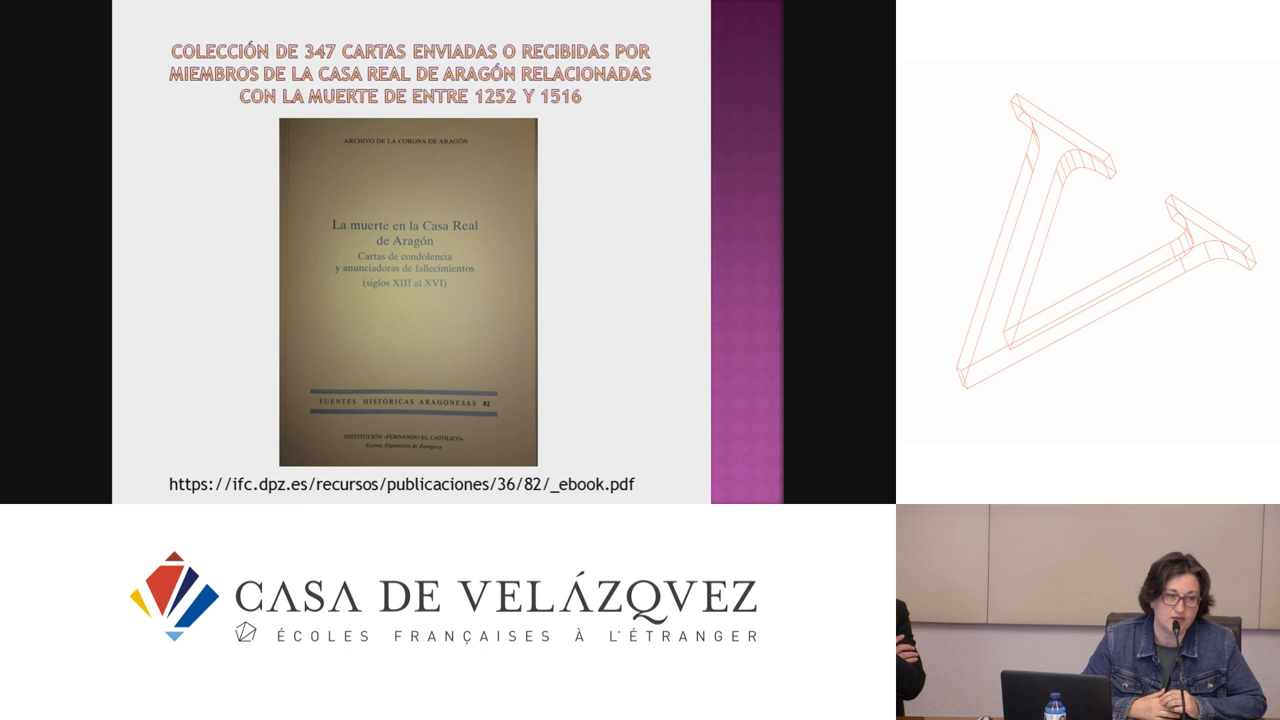 COLECCIÓN DE 347 CARTAS ENVIADAS O RECIBIDAS POR
MIEMBROS DE LA CASA REAL DE ARAGÓN RELACIONADAS
CON LA MUERTE DE ENTRE 1252 Y 1516
ARCHIVO DE LA CORONA DE ARAGÓN
La muerte en la Casa Real
de Aragón
Cartas de condolencia
y anunciadoras de fallecimientos
(siglos XIII al XVI)
FUENTES HISTÓRICAS ARAGONESAS 82
INSTITUCIÓN «FERNANDO EL CATÓLICO»
Excma. Diputación de Zaragoza
https://ifc.dpz.es/recursos/publicaciones/36/82/_ebook.pdf
CASA DE VELÁZQVEZ
ÉCOLES FRANÇAISES À L'ÉTRANGER